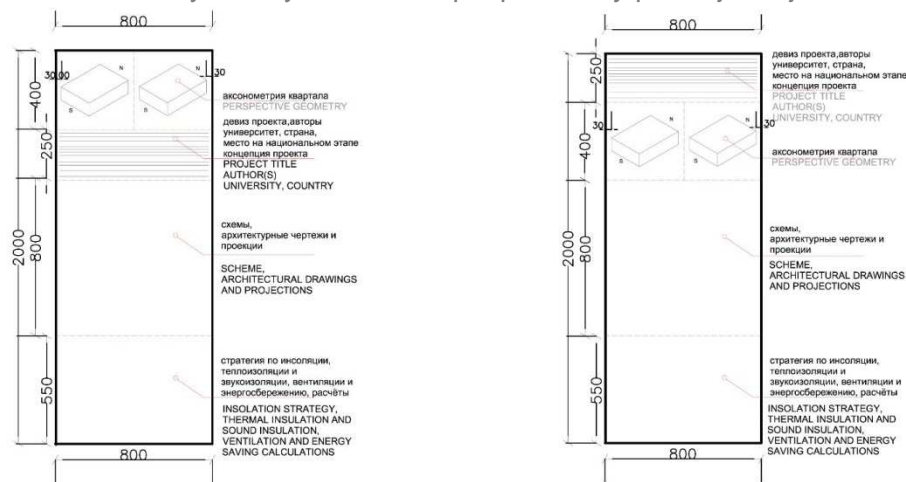 800
30.00
N
N
30
S
S
400
250
2000
800
550
аксонометрия квартала
PERSPECTIVE GEOMETRY
девиз проекта,авторы
университет, страна,
место на национальном этапе
концепция проекта
PROJECT TITLE
AUTHOR(S)
UNIVERSITY, COUNTRY
схемы,
архитектурные чертежи и
проекции
SCHEME,
ARCHITECTURAL DRAWINGS
AND PROJECTIONS
стратегия по инсоляции,
теплоизоляции и
звукоизоляции, вентиляции и
энергосбережению, расчёты
INSOLATION STRATEGY,
THERMAL INSULATION AND
SOUND INSULATION,
VENTILATION AND ENERGY
SAVING CALCULATIONS
800
800
250
30
N
N
30
S
S
400
2000
800
550
девиз проекта,авторы
университет, страна,
место на национальном этапе
концепция проекта
PROJECT TITLE
AUTHOR(S)
UNIVERSITY, COUNTRY
аксонометрия квартала
PERSPECTIVE GEOMETRY
схемы,
архитектурные чертежи и
проекции
SCHEME,
ARCHITECTURAL DRAWINGS
AND PROJECTIONS
стратегия по инсоляции,
теплоизоляции и
звукоизоляции, вентиляции и
энергосбережению, расчёты
INSOLATION STRATEGY,
THERMAL INSULATION AND
SOUND INSULATION,
VENTILATION AND ENERGY
SAVING CALCULATIONS
800